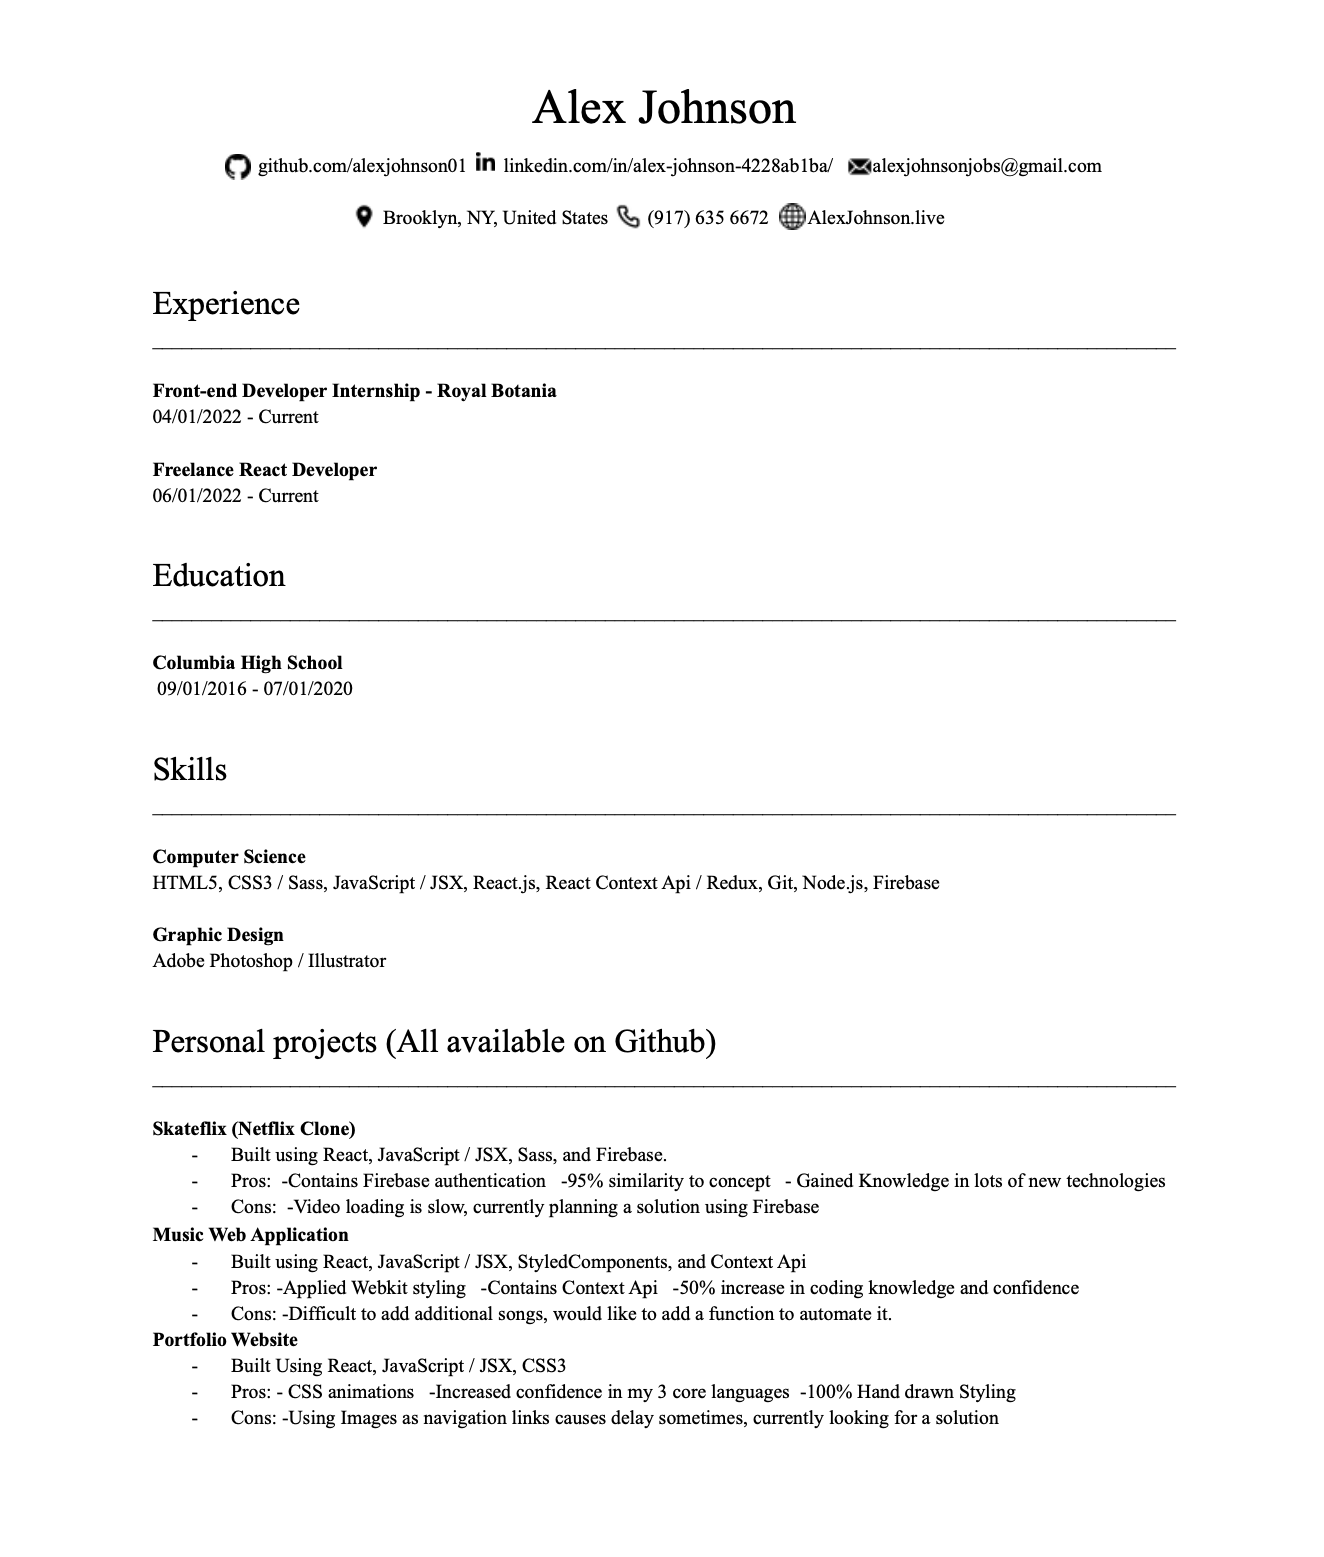 Alex Johnson
github.com/alexjohnson01 linkedin.com/in/alex-johnson-4228ab1ba/ alexjohnsonjobs@gmail.com
Brooklyn, NY, United States (917) 635 6672 AlexJohnson.live
Experience
Front-end Developer Internship - Royal Botania
04/01/2022 - Current
Freelance React Developer
06/01/2022 - Current
Education
Columbia High School
09/01/2016 - 07/01/2020
Skills
Computer Science
HTML5, CSS3 / Sass, JavaScript / JSX, React.js, React Context Api / Redux, Git, Node.js, Firebase
Graphic Design
Adobe Photoshop / Illustrator
Personal projects (All available on Github)
Skateflix (Netflix Clone)
- Built using React, JavaScript / JSX, Sass, and Firebase.
- Pros: -Contains Firebase authentication -95% similarity to concept - Gained Knowledge in lots of new technologies
- Cons: -Video loading is slow, currently planning a solution using Firebase
Music Web Application
- Built using React, JavaScript / JSX, StyledComponents, and Context Api
- Pros: -Applied Webkit styling -Contains Context Api -50% increase in coding knowledge and confidence
- Cons: -Difficult to add additional songs, would like to add a function to automate it.
Portfolio Website
- Built Using React, JavaScript / JSX, CSS3
- Pros: - CSS animations -Increased confidence in my 3 core languages -100% Hand drawn Styling
- Cons: -Using Images as navigation links causes delay sometimes, currently looking for a solution